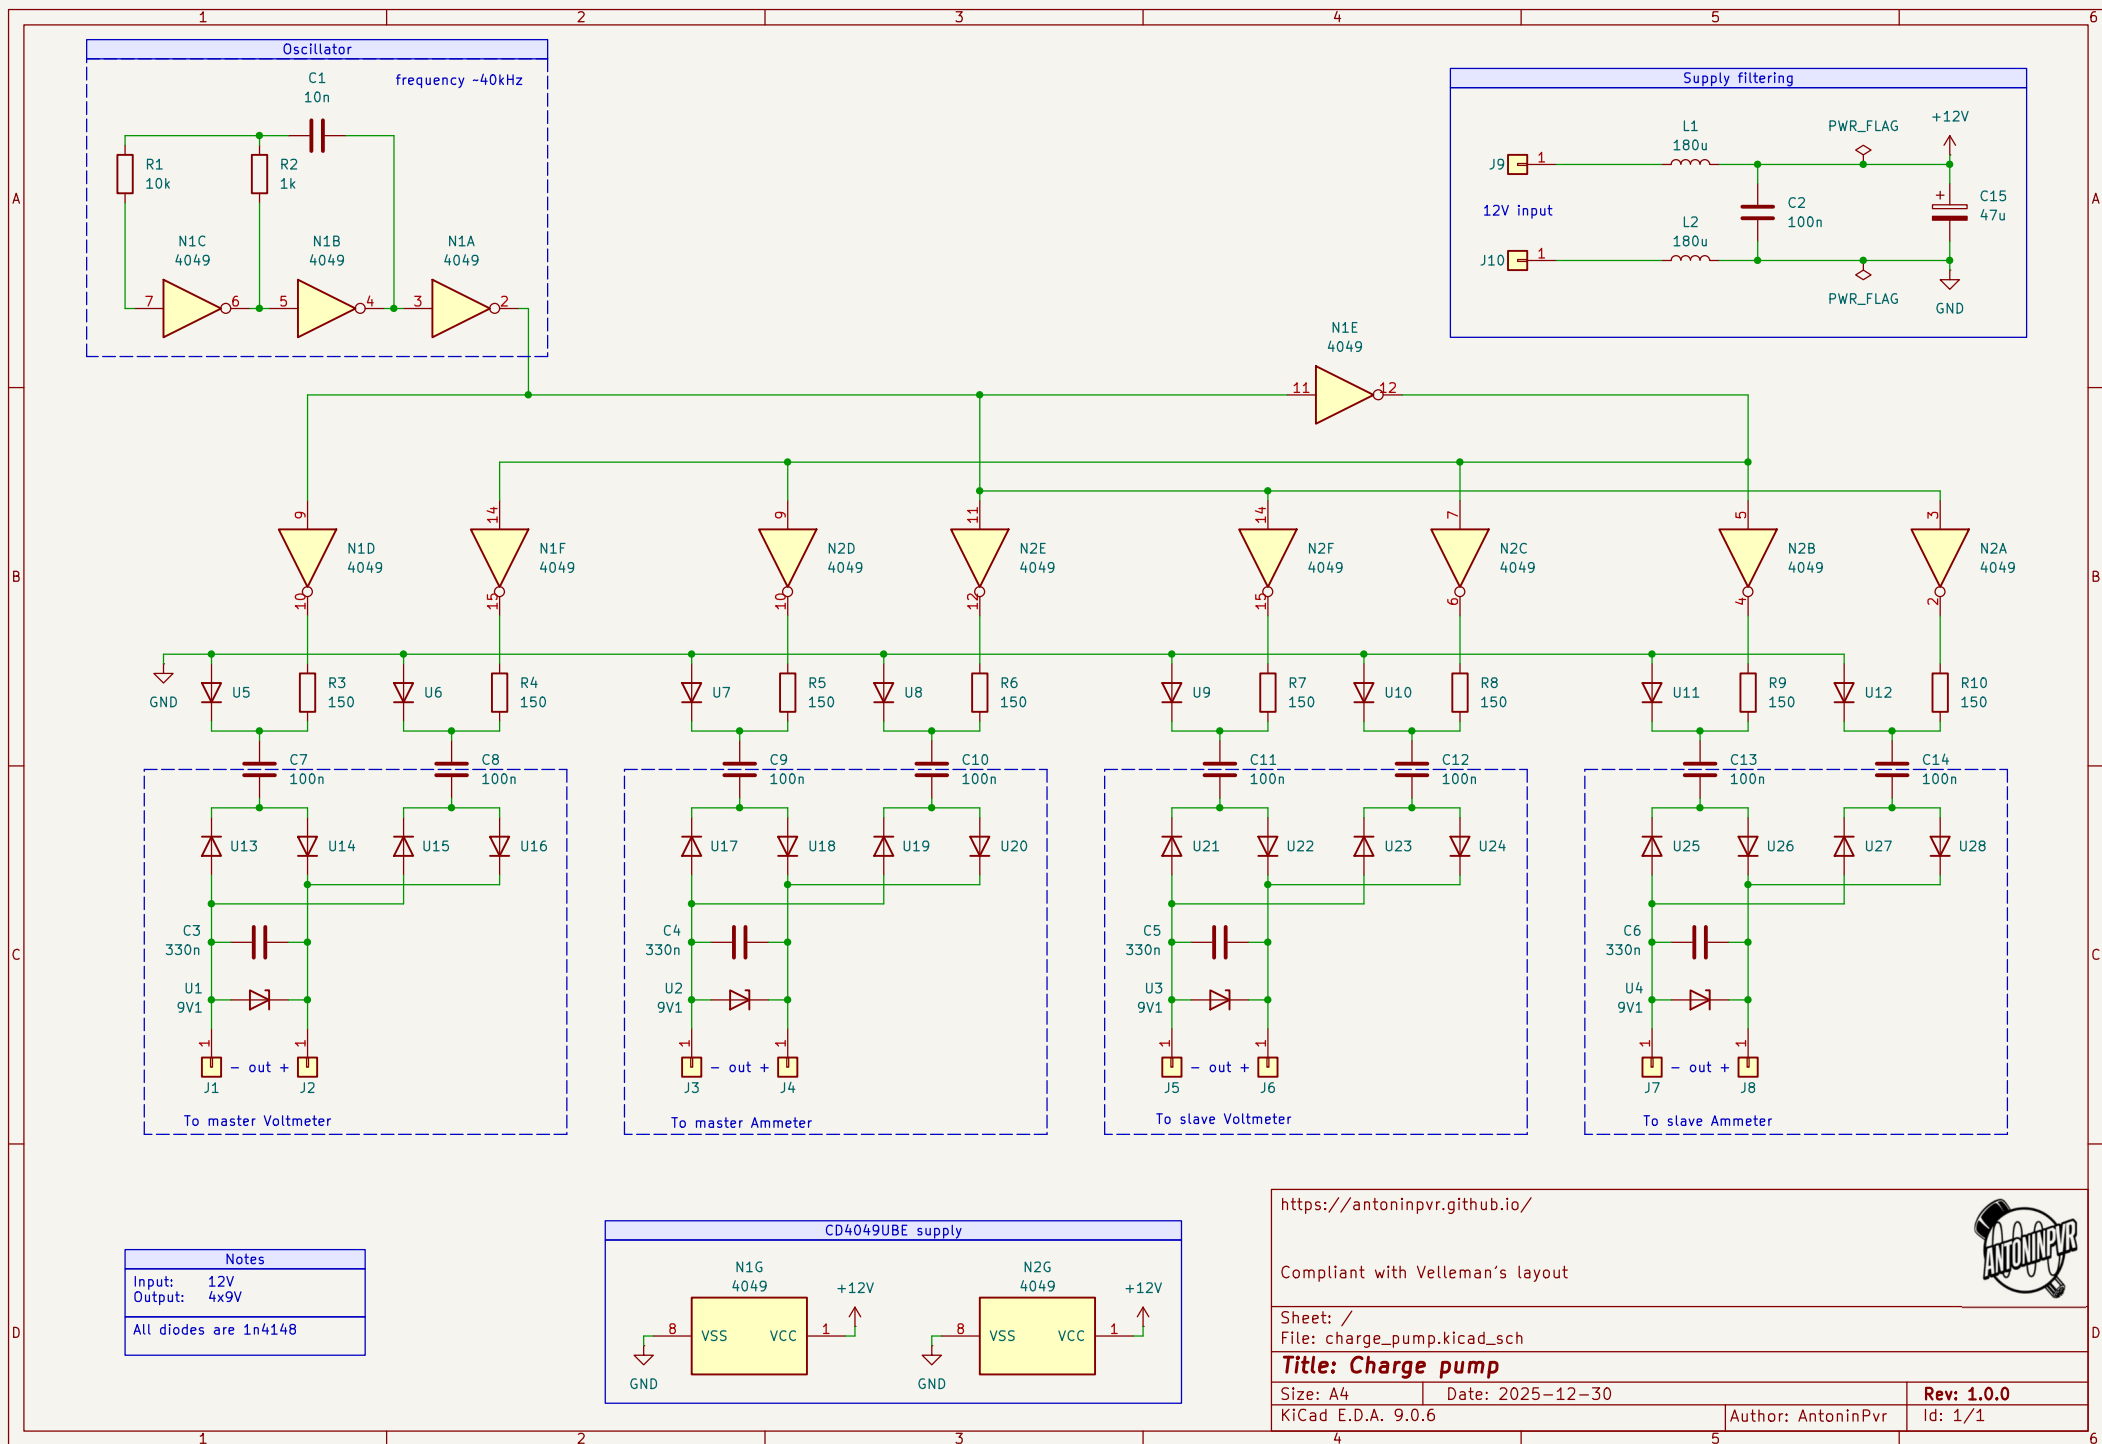 1 2 3 4 5 6
Oscillator
frequency ~40kHz
C1
10n
R1
10k
R2
1k
N1C
4049
N1B
4049
N1A
4049
7 6 5 4 3 2
Supply filtering
J9
1
L1
180u
PWR_FLAG
+12V
12V input
C2
100n
+
C15
47u
J10
1
L2
180u
PWR_FLAG
GND
A A
N1E
4049
11 12
9 14 9 11 14 7 5 3
N1D
4049
N1F
4049
N2D
4049
N2E
4049
N2F
4049
N2C
4049
N2B
4049
N2A
4049
B B
10 15 10 12 15 6 4 2
GND
U5
R3
150
U6
R4
150
U7
R5
150
U8
R6
150
U9
R7
150
U10
R8
150
U11
R9
150
U12
R10
150
C7
100n
C8
100n
C9
100n
C10
100n
C11
100n
C12
100n
C13
100n
C14
100n
U13 U14 U15 U16 U17 U18 U19 U20 U21 U22 U23 U24 U25 U26 U27 U28
C3
330n
C4
330n
C5
330n
C6
330n
C C
U1
9V1
U2
9V1
U3
9V1
U4
9V1
1 1 1 1 1 1 1 1
- out + - out + - out + - out +
J1 J2 J3 J4 J5 J6 J7 J8
To master Voltmeter
To master Ammeter
To slave Voltmeter
To slave Ammeter
Notes
Input: 12V
Output: 4x9V
All diodes are 1n4148
CD4049UBE supply
N1G
4049
+12V
8 VSS VCC 1
GND
N2G
4049
+12V
8 VSS VCC 1
GND
D D
https://antoninpvr.github.io/
ANTONINPVR
Compliant with Velleman's layout
Sheet: /
File: charge_pump.kicad_sch
Title: Charge pump
Size: A4 Date: 2025-12-30 Rev: 1.0.0
KiCad E.D.A. 9.0.6 Author: AntoninPvr Id: 1/1
1 2 3 4 5 6